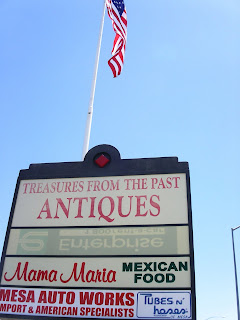 TREASURES FROM THE PAST
ANTIQUES
Enterprise
Mama Maria MEXICAN FOOD
MESA AUTO WORKS
IMPORT & AMERICAN SPECIALISTS
TUBES N' hoses